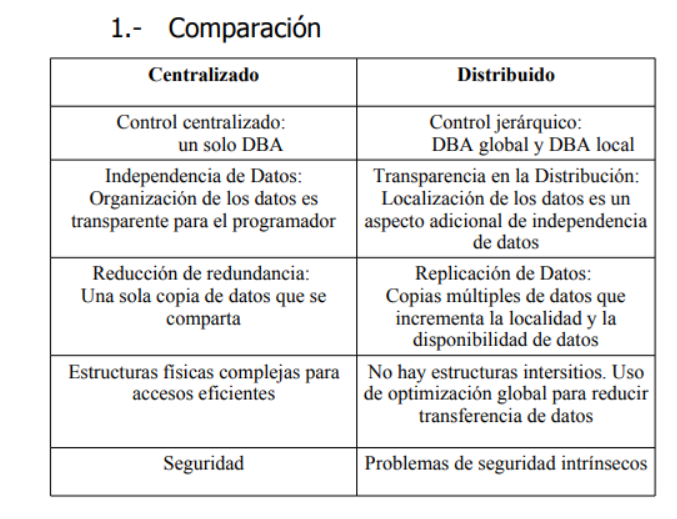 1.- Comparación
Centralizado
Distribuido
Control centralizado:
un solo DBA
Control jerárquico:
DBA global y DBA local
Independencia de Datos:
Organización de los datos es
transparente para el programador
Transparencia en la Distribución:
Localización de los datos es un
aspecto adicional de independencia
de datos
Reducción de redundancia:
Una sola copia de datos que se
comparta
Replicación de Datos:
Copias múltiples de datos que
incrementa la localidad y la
disponibilidad de datos
Estructuras físicas complejas para
accesos eficientes
No hay estructuras intersitios. Uso
de optimización global para reducir
transferencia de datos
Seguridad
Problemas de seguridad intrínsecos